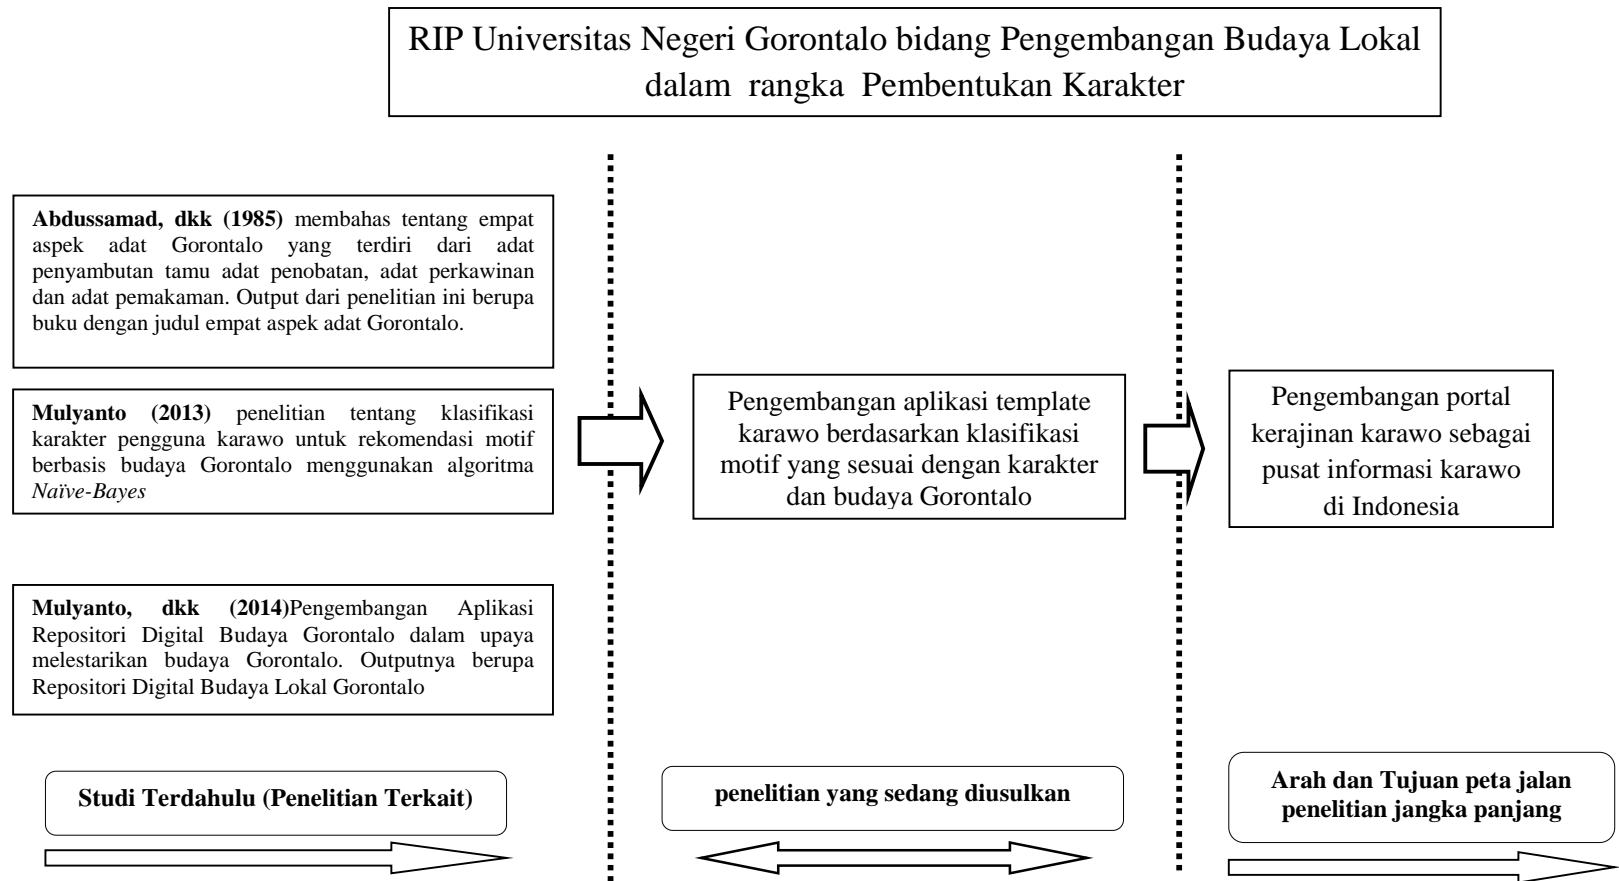 RIP Universitas Negeri Gorontalo bidang Pengembangan Budaya Lokal
dalam rangka Pembentukan Karakter
Abdussamad, dkk (1985) membahas tentang empat
aspek adat Gorontalo yang terdiri dari adat
penyambutan tamu adat penobatan, adat perkawinan
dan adat pemakaman. Output dari penelitian ini berupa
buku dengan judul empat aspek adat Gorontalo.
Mulyanto (2013) penelitian tentang klasifikasi
karakter pengguna karawo untuk rekomendasi motif
berbasis budaya Gorontalo menggunakan algoritma
Naïve-Bayes
Mulyanto, dkk (2014)Pengembangan Aplikasi
Repositori Digital Budaya Gorontalo dalam upaya
melestarikan budaya Gorontalo. Outputnya berupa
Repositori Digital Budaya Lokal Gorontalo
Pengembangan aplikasi template
karawo berdasarkan klasifikasi
motif yang sesuai dengan karakter
dan budaya Gorontalo
Pengembangan portal
kerajinan karawo sebagai
pusat informasi karawo
di Indonesia
Studi Terdahulu (Penelitian Terkait)
penelitian yang sedang diusulkan
Arah dan Tujuan peta jalan
penelitian jangka panjang